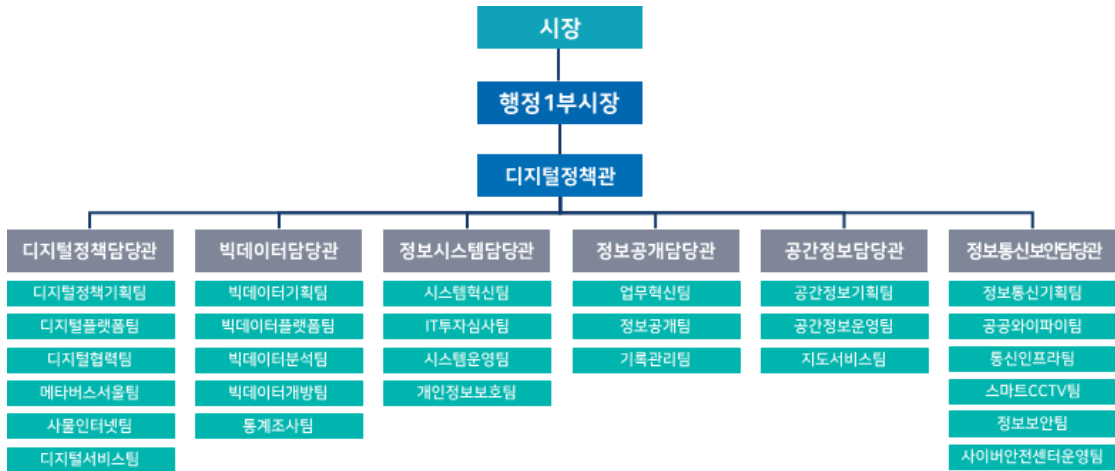 시장
행정1부시장
디지털정책관
디지털정책담당관
디지털정책기획팀
디지털플랫폼팀
디지털협력팀
메타버스서울팀
사물인터넷팀
디지털서비스팀
빅데이터담당관
빅데이터기획팀
빅데이터플랫폼팀
빅데이터분석팀
빅데이터개방팀
통계조사팀
정보시스템담당관
시스템혁신팀
IT투자심사팀
시스템운영팀
개인정보보호팀
정보공개담당관
업무혁신팀
정보공개팀
기록관리팀
공간정보담당관
공간정보기획팀
공간정보운영팀
지도서비스팀
정보통신보안담당관
정보통신기획팀
공공와이파이팀
통신인프라팀
스마트CCTV팀
정보보안팀
사이버안전센터운영팀